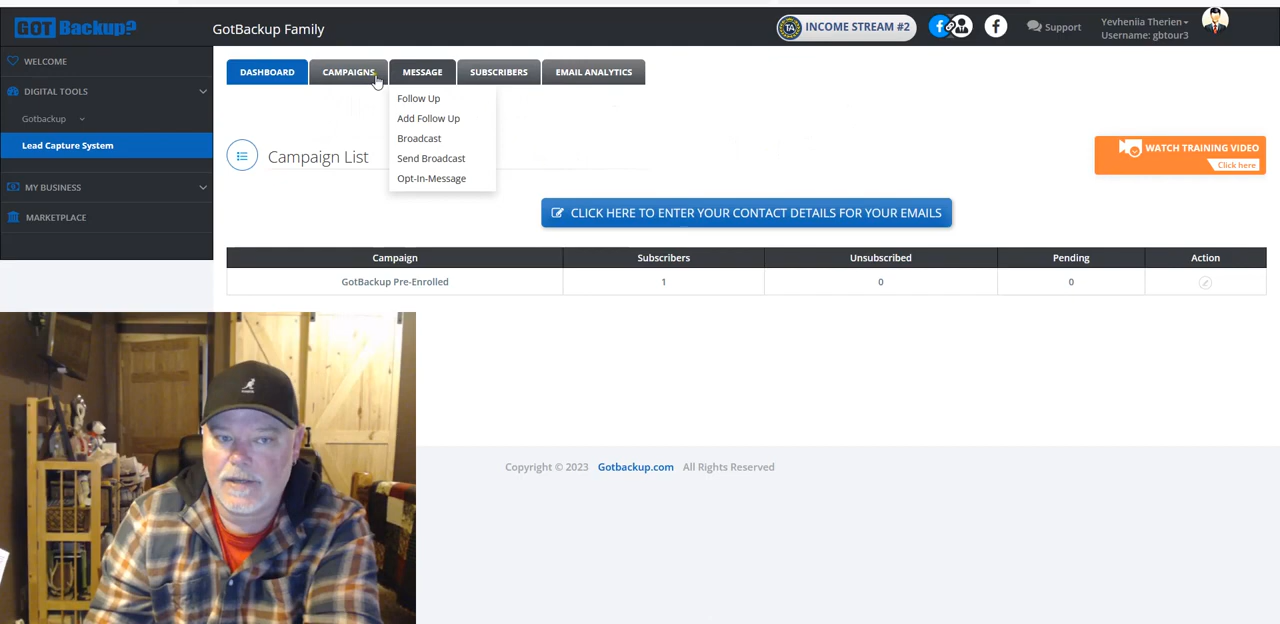 GOT Backup?
GotBackup Family
TA
INCOME STREAM #2
Support
Yevheniia Therien
Username: gbtour3
WELCOME
DIGITAL TOOLS
Gotbackup
Lead Capture System
MY BUSINESS
MARKETPLACE
DASHBOARD
CAMPAIGNS
MESSAGE
SUBSCRIBERS
EMAIL ANALYTICS
Follow Up
Add Follow Up
Broadcast
Send Broadcast
Opt-In-Message
Campaign List
WATCH TRAINING VIDEO
Click here
CLICK HERE TO ENTER YOUR CONTACT DETAILS FOR YOUR EMAILS
Campaign Subscribers Unsubscribed Pending Action
GotBackup Pre-Enrolled 1 0 0
Copyright © 2023 Gotbackup.com All Rights Reserved